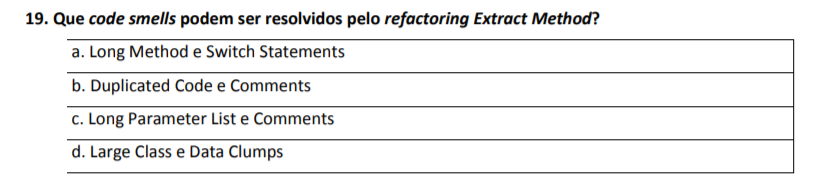 19. Que code smells podem ser resolvidos pelo refactoring Extract Method?
a. Long Method e Switch Statements
b. Duplicated Code e Comments
c. Long Parameter List e Comments
d. Large Class e Data Clumps